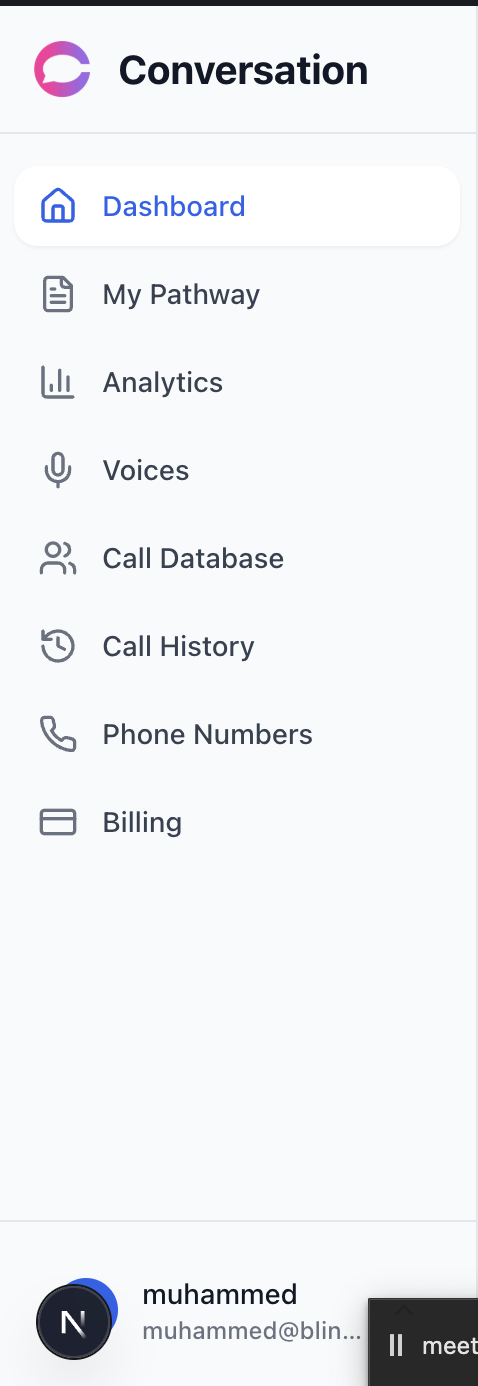 Conversation
Dashboard
My Pathway
Analytics
Voices
Call Database
Call History
Phone Numbers
Billing
N
muhammed
muhammed@blin...
meet